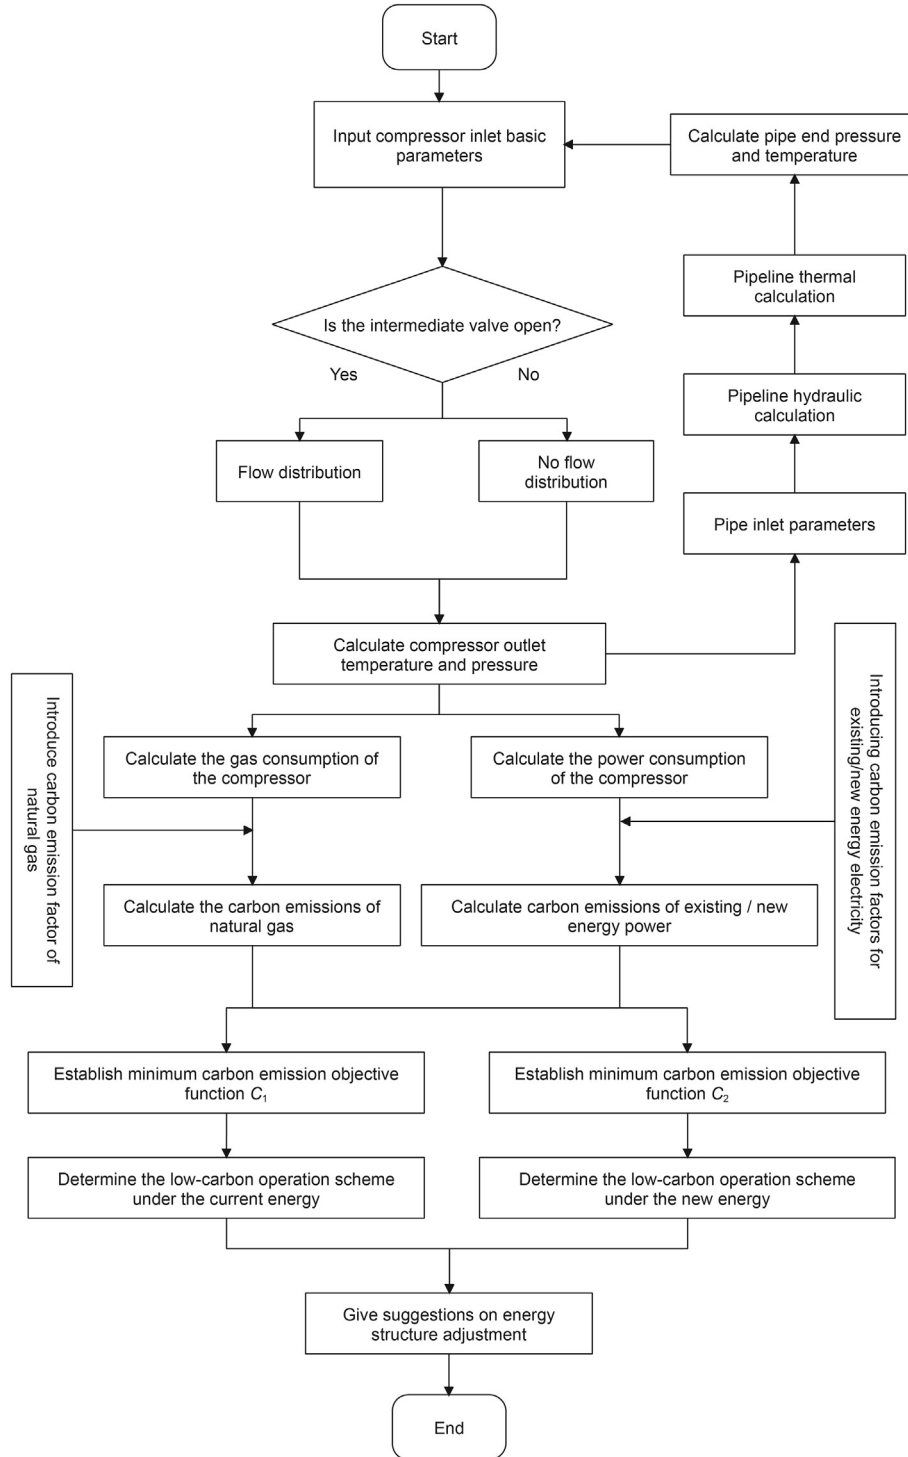 Start
Input compressor inlet basic
parameters
Calculate pipe end pressure
and temperature
Pipeline thermal
calculation
Is the intermediate valve open?
Yes
No
Pipeline hydraulic
calculation
Flow distribution
No flow
distribution
Pipe inlet parameters
Calculate compressor outlet
temperature and pressure
Introduce carbon emission factor of
natural gas
Introducing carbon emission factors for
existing/new energy electricity
Calculate the gas consumption of
the compressor
Calculate the power consumption
of the compressor
Calculate the carbon emissions of
natural gas
Calculate carbon emissions of existing / new
energy power
Establish minimum carbon emission objective
function C₁
Establish minimum carbon emission objective
function C₂
Determine the low-carbon operation scheme
under the current energy
Determine the low-carbon operation scheme
under the new energy
Give suggestions on energy
structure adjustment
End